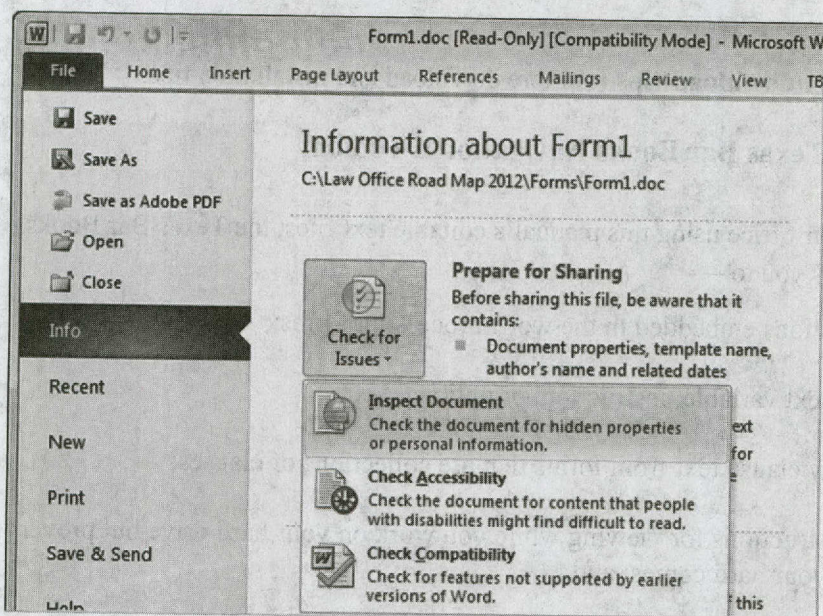 Form1.doc [Read-Only] [Compatibility Mode] - Microsoft W
File Home Insert Page Layout References Mailings Review View TB
Save
Save As
Save as Adobe PDF
Open
Close
Info
Recent
New
Print
Save & Send
Help
Information about Form1
C:\Law Office Road Map 2012\Forms\Form1.doc
Check for
Issues
Prepare for Sharing
Before sharing this file, be aware that it
contains:
Document properties, template name,
author's name and related dates
Inspect Document
Check the document for hidden properties
or personal information.
Check Accessibility
Check the document for content that people
with disabilities might find difficult to read.
Check Compatibility
Check for features not supported by earlier
versions of Word.
ext
for
e
this